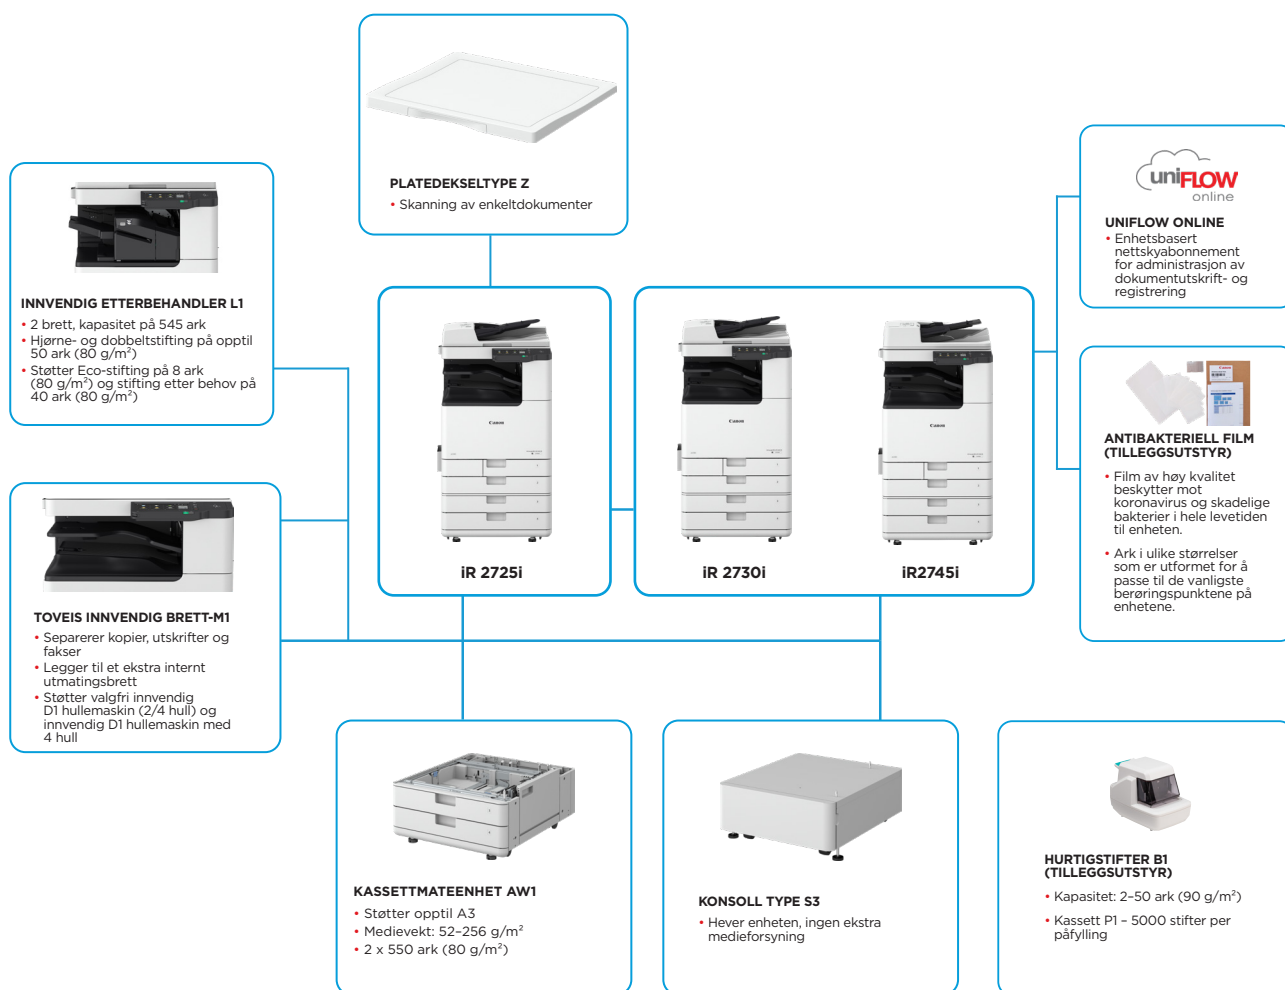 PLATEDEKSELTYPE Z
• Skanning av enkeltdokumenter
INNVENDIG ETTERBEHANDLER L1
• 2 brett, kapasitet på 545 ark
• Hjørne- og dobbeltstifting på opptil
50 ark (80 g/m²)
• Støtter Eco-stifting på 8 ark
(80 g/m²) og stifting etter behov på
40 ark (80 g/m²)
uniFLOW
online
UNIFLOW ONLINE
• Enhetsbasert
nettskyabonnement
for administrasjon av
dokumentutskrift- og
registrering
Canon
Canon
Canon
iR 2725i
iR 2730i
iR2745i
ANTIBAKTERIELL FILM
(TILLEGGSUTSTYR)
• Film av høy kvalitet
beskytter mot
koronavirus og skadelige
bakterier i hele levetiden
til enheten.
• Ark i ulike størrelser
som er utformet for å
passe til de vanligste
berøringspunktene på
enhetene.
TOVEIS INNVENDIG BRETT-M1
• Separerer kopier, utskrifter og
fakser
• Legger til et ekstra internt
utmatingsbrett
• Støtter valgfri innvendig
D1 hullemaskin (2/4 hull) og
innvendig D1 hullemaskin med
4 hull
KASSETTMATEENHET AW1
• Støtter opptil A3
• Medievekt: 52–256 g/m²
• 2 x 550 ark (80 g/m²)
KONSOLL TYPE S3
• Hever enheten, ingen ekstra
medieforsyning
HURTIGSTIFTER B1
(TILLEGGSUTSTYR)
• Kapasitet: 2–50 ark (90 g/m²)
• Kassett P1 – 5000 stifter per
påfylling